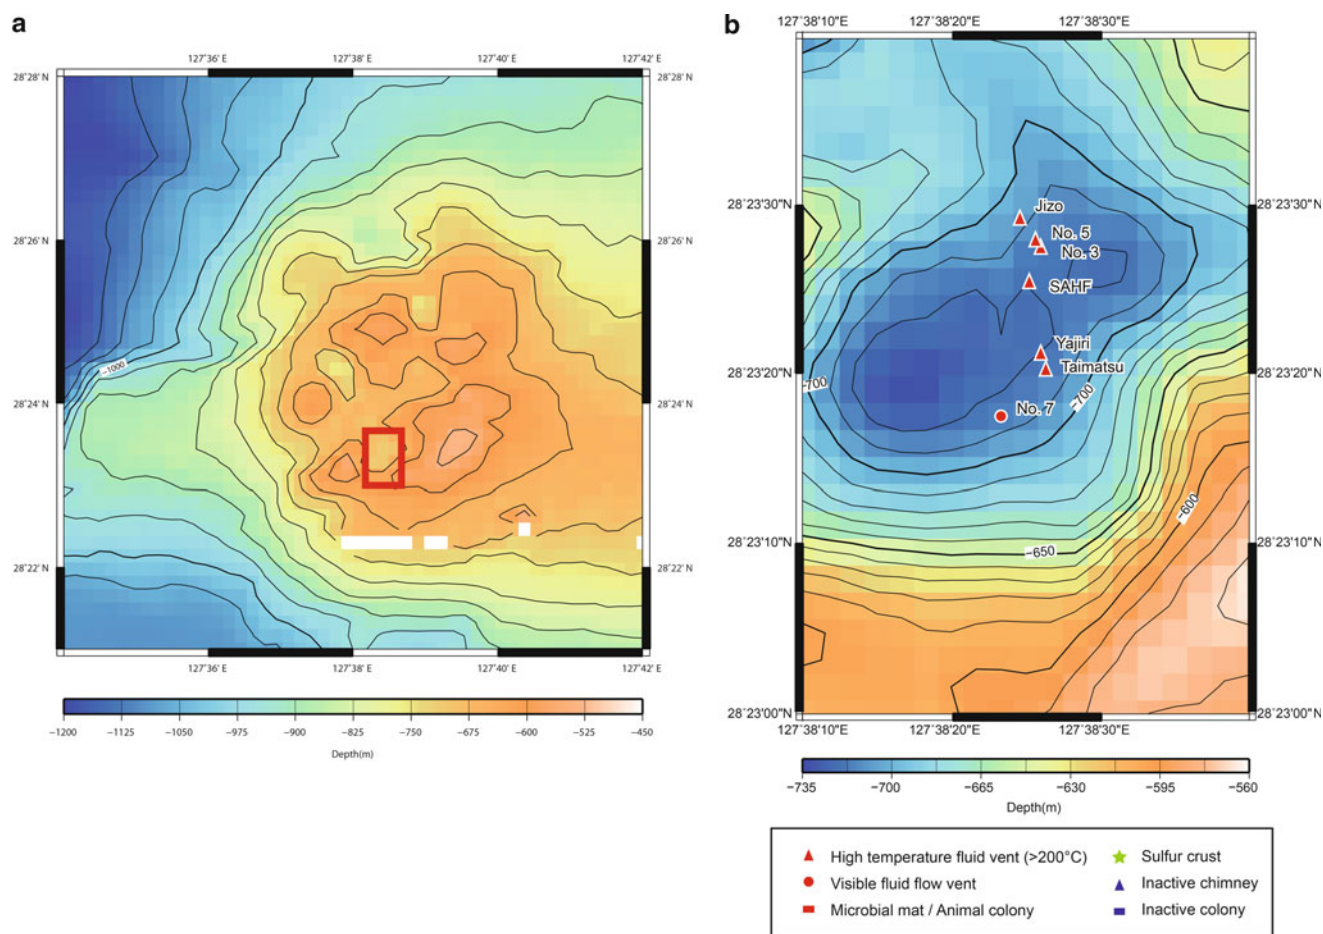 a
127°36' E
127°38' E
127°40' E
127°42' E
28°28' N
28°28' N
28°26' N
28°26' N
−1000
28°24' N
28°24' N
28°22' N
28°22' N
127°36' E
127°38' E
127°40' E
127°42' E
−1200
−1125
−1050
−975
−900
−825
−750
−675
−600
−525
−450
Depth(m)
b
127°38'10"E
127°38'20"E
127°38'30"E
28°23'30"N
28°23'30"N
Jizo
No. 5
No. 3
SAHF
Yajiri
Taimatsu
28°23'20"N
28°23'20"N
−700
−700
No. 7
−600
28°23'10"N
28°23'10"N
−650
28°23'00"N
28°23'00"N
127°38'10"E
127°38'20"E
127°38'30"E
−735
−700
−665
−630
−595
−560
Depth(m)
High temperature fluid vent (>200°C)
Sulfur crust
Visible fluid flow vent
Inactive chimney
Microbial mat / Animal colony
Inactive colony